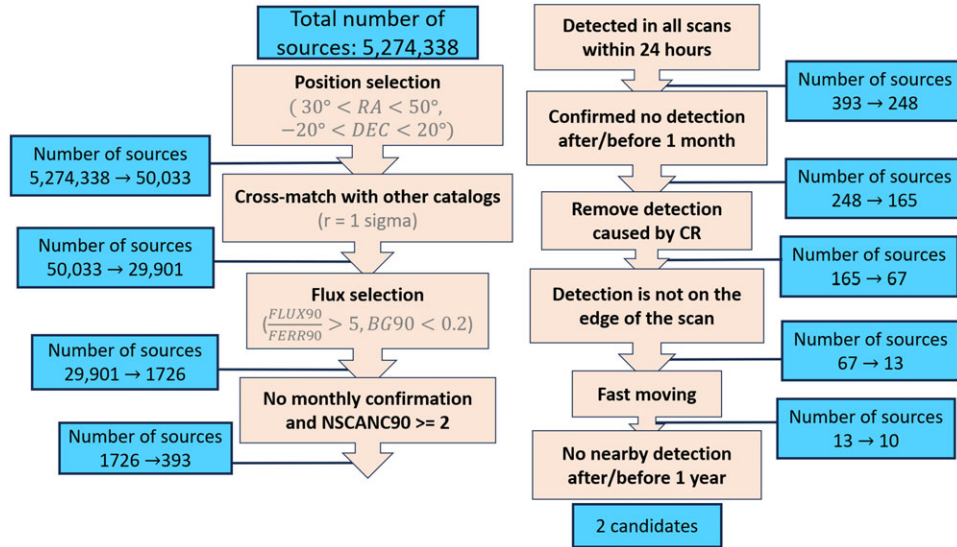 Total number of
sources: 5,274,338
Position selection
( 30° < RA < 50°,
−20° < DEC < 20°)
Number of sources
5,274,338 → 50,033
Cross-match with other catalogs
(r = 1 sigma)
Number of sources
50,033 → 29,901
Flux selection
(FLUX90/FERR90 > 5, BG90 < 0.2)
Number of sources
29,901 → 1726
No monthly confirmation
and NSCANC90 >= 2
Number of sources
1726 →393
Detected in all scans
within 24 hours
Number of sources
393 → 248
Confirmed no detection
after/before 1 month
Number of sources
248 → 165
Remove detection
caused by CR
Number of sources
165 → 67
Detection is not on the
edge of the scan
Number of sources
67 → 13
Fast moving
Number of sources
13 → 10
No nearby detection
after/before 1 year
2 candidates